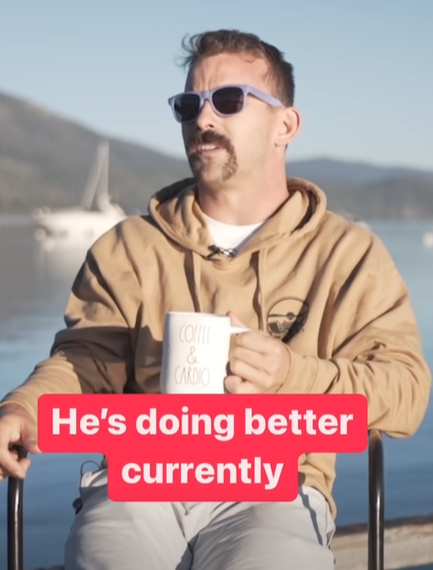 COFFEE
&
CARDIO
He's doing better
currently